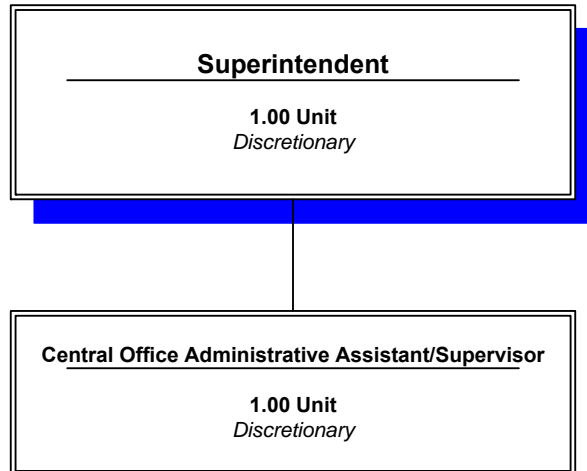 Superintendent
1.00 Unit
Discretionary
Central Office Administrative Assistant/Supervisor
1.00 Unit
Discretionary